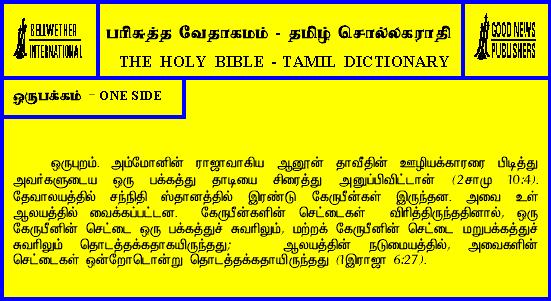 BELLWETHER
INTERNATIONAL
பரிசுத்த வேதாகமம் - தமிழ் சொல்லகராதி
THE HOLY BIBLE - TAMIL DICTIONARY
GOOD NEWS
PUBLISHERS
ஒருபக்கம் - ONE SIDE
ஒருபுறம். அம்மோனின் ராஜாவாகிய ஆனூன் தாவீதின் ஊழியக்காரரை பிடித்து
அவர்களுடைய ஒரு பக்கத்து தாடியை சிரைத்து அனுப்பிவிட்டான் (2சாமு 10:4).
தேவாலயத்தில் சந்நிதி ஸ்தானத்தில் இரண்டு கேருபீன்கள் இருந்தன. அவை உள்
ஆலயத்தில் வைக்கப்பட்டன. கேருபீன்களின் செட்டைகள் விரித்திருந்ததினால், ஒரு
கேருபீனின் செட்டை ஒரு பக்கத்துச் சுவரிலும், மற்றக் கேருபீனின் செட்டை மறுபக்கத்துச்
சுவரிலும் தொடத்தக்கதாகயிருந்தது; ஆலயத்தின் நடுமையத்தில், அவைகளின்
செட்டைகள் ஒன்றோடொன்று தொடத்தக்கதாயிருந்தது (1இராஜா 6:27).